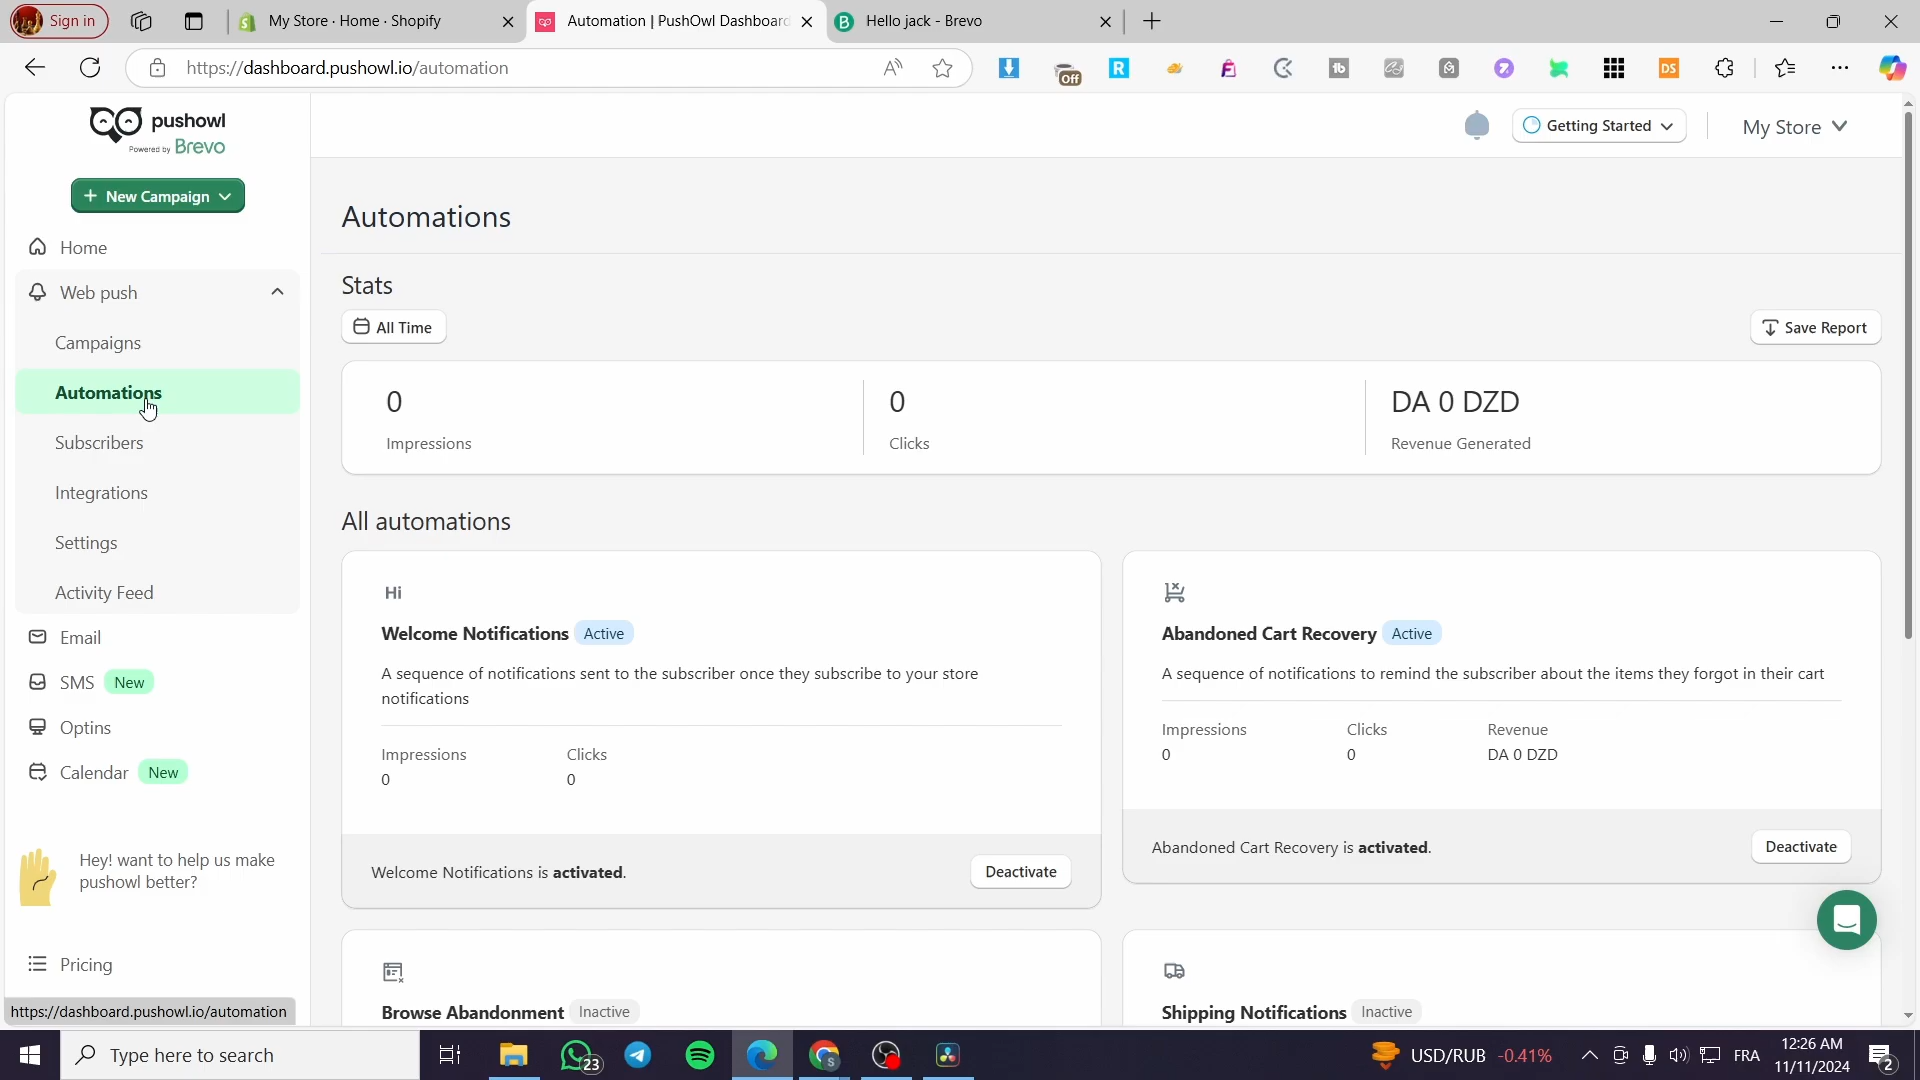 Sign in
My Store · Home · Shopify
Automation | PushOwl Dashboard
Hello jack - Brevo
https://dashboard.pushowl.io/automation
Off
pushowl
Powered by Brevo
Getting Started
My Store
+ New Campaign
Home
Web push
Campaigns
Automations
Subscribers
Integrations
Settings
Activity Feed
Email
SMS New
Optins
Calendar New
Hey! want to help us make
pushowl better?
Pricing
https://dashboard.pushowl.io/automation
Automations
Stats
All Time
Save Report
0
Impressions
0
Clicks
DA 0 DZD
Revenue Generated
All automations
Hi
Welcome Notifications Active
A sequence of notifications sent to the subscriber once they subscribe to your store
notifications
Impressions Clicks
0 0
Welcome Notifications is activated.
Deactivate
Abandoned Cart Recovery Active
A sequence of notifications to remind the subscriber about the items they forgot in their cart
Impressions Clicks Revenue
0 0 DA 0 DZD
Abandoned Cart Recovery is activated.
Deactivate
Browse Abandonment Inactive
Shipping Notifications Inactive
Type here to search
23
USD/RUB -0.41%
FRA
12:26 AM
11/11/2024
2